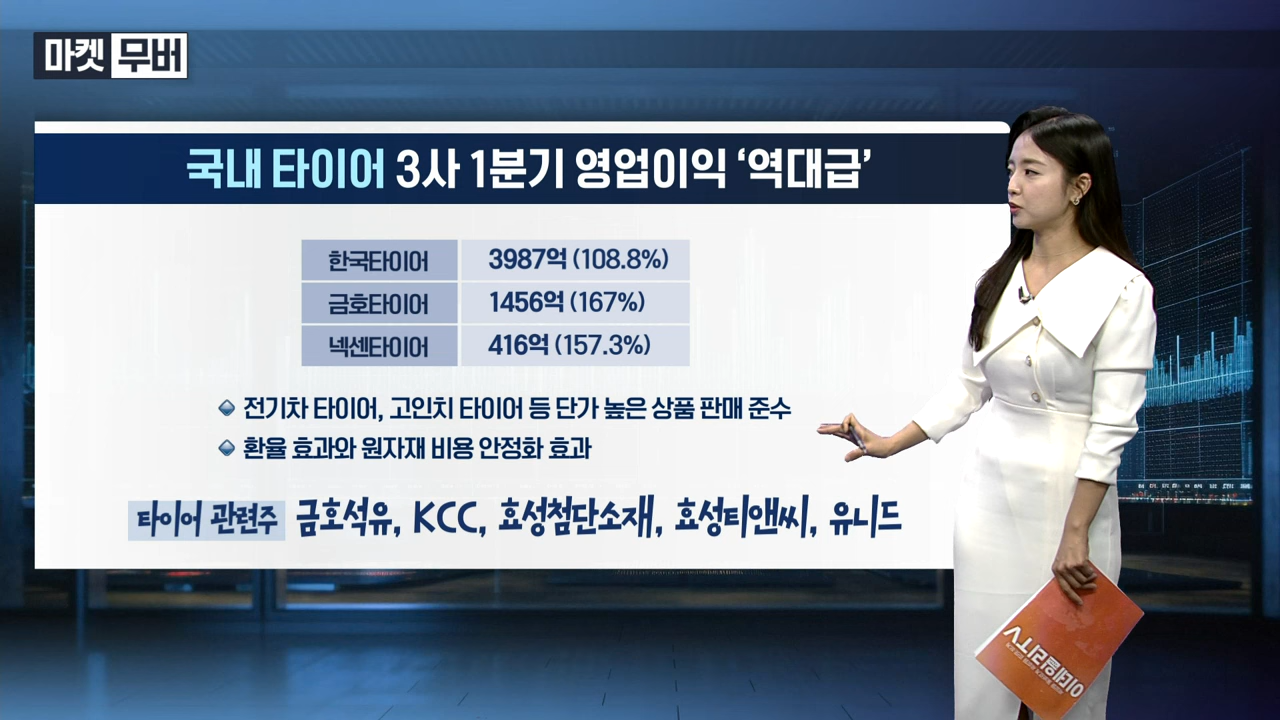 마켓무버
국내 타이어 3사 1분기 영업이익 ‘역대급’
한국타이어 3987억 (108.8%)
금호타이어 1456억 (167%)
넥센타이어 416억 (157.3%)
전기차 타이어, 고인치 타이어 등 단가 높은 상품 판매 준수
환율 효과와 원자재 비용 안정화 효과
타이어 관련주 금호석유, KCC, 효성첨단소재, 효성티앤씨, 유니드
이데일리TV